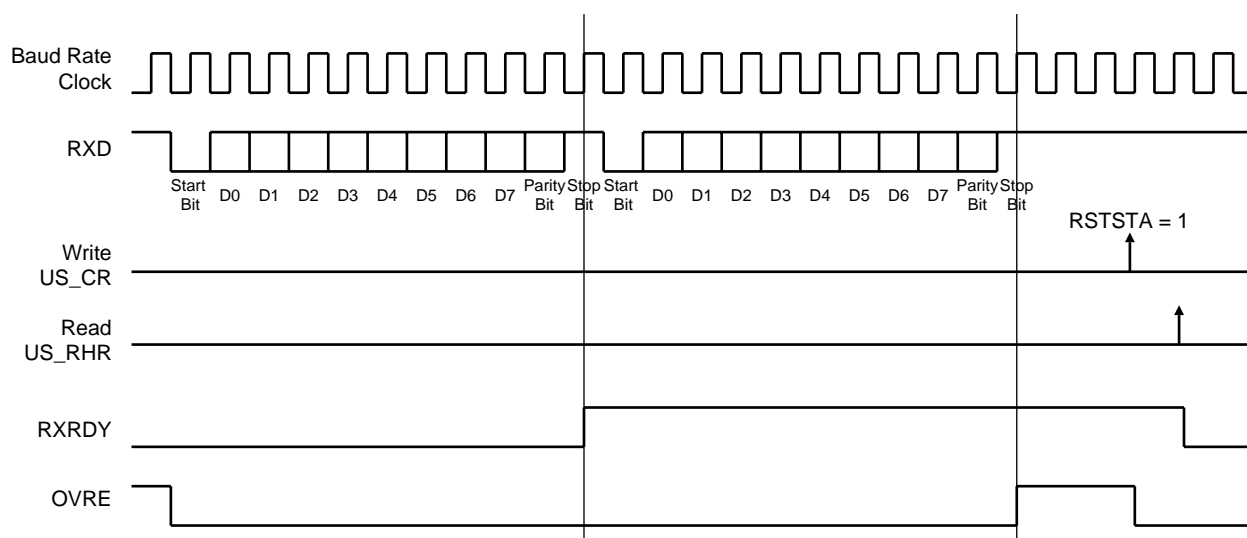 Baud Rate
Clock
RXD
Start
Bit
D0
D1
D2
D3
D4
D5
D6
D7
Parity
Bit
Stop
Bit
Start
Bit
D0
D1
D2
D3
D4
D5
D6
D7
Parity
Bit
Stop
Bit
RSTSTA = 1
Write
US_CR
Read
US_RHR
RXRDY
OVRE